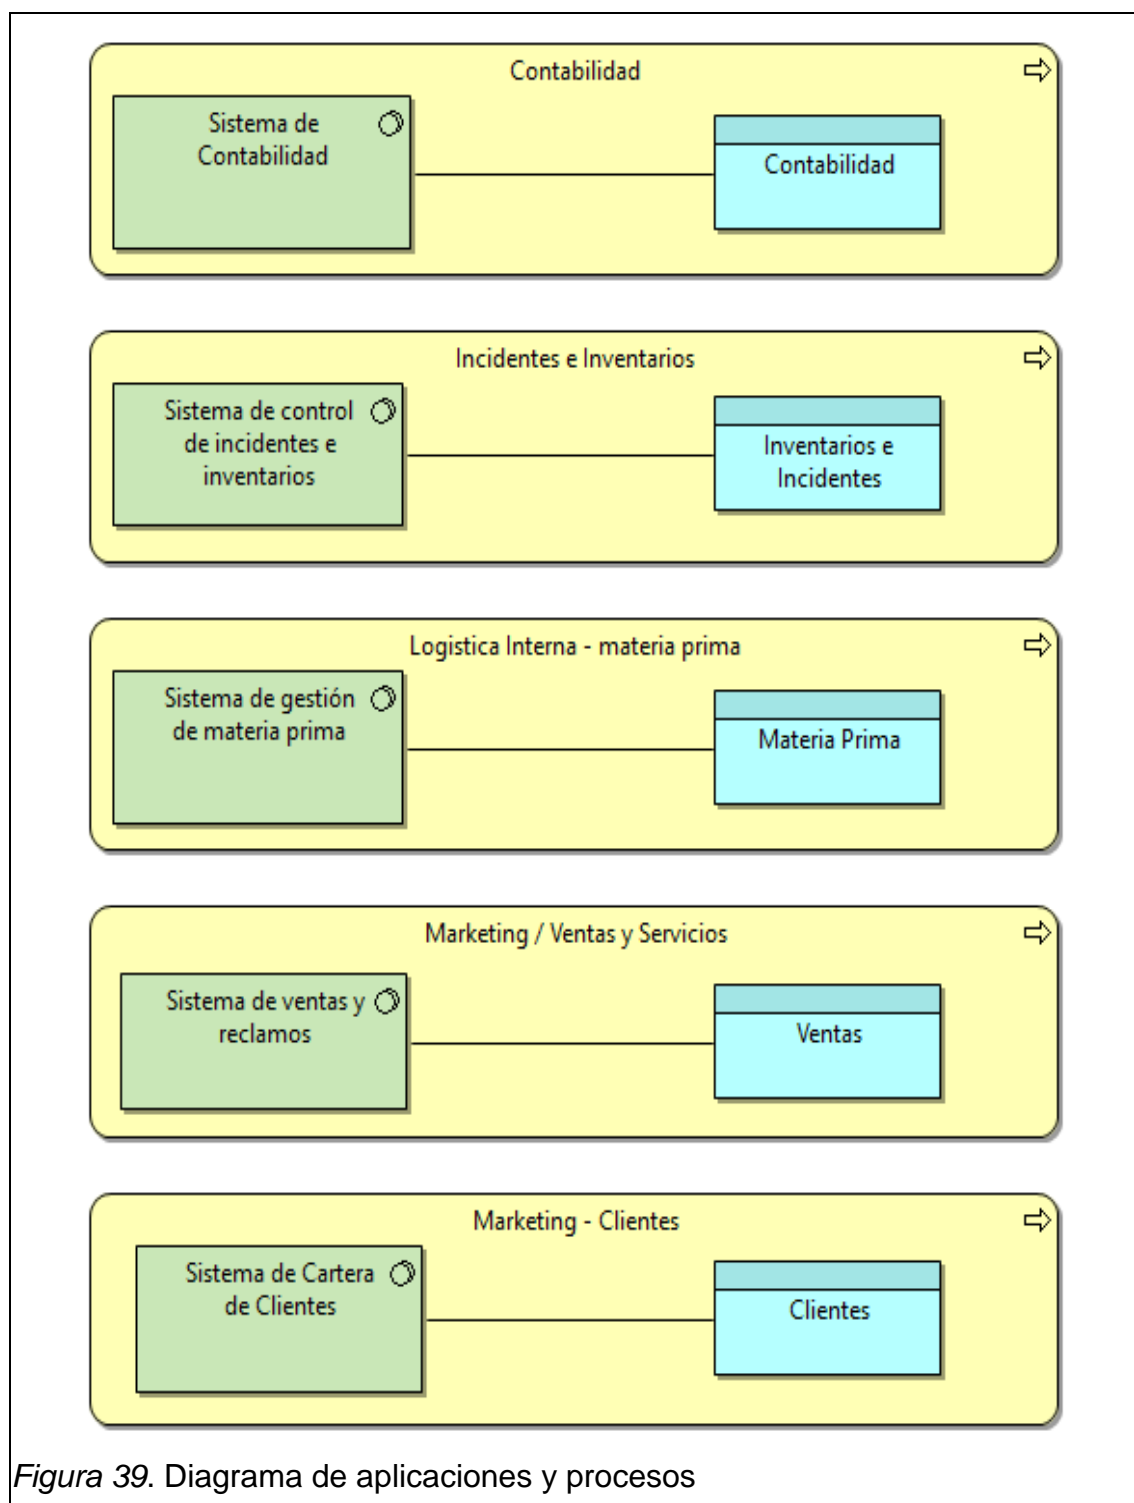 Contabilidad
Sistema de
Contabilidad
Contabilidad
Incidentes e Inventarios
Sistema de control
de incidentes e
inventarios
Inventarios e
Incidentes
Logistica Interna - materia prima
Sistema de gestión
de materia prima
Materia Prima
Marketing / Ventas y Servicios
Sistema de ventas y
reclamos
Ventas
Marketing - Clientes
Sistema de Cartera
de Clientes
Clientes
Figura 39. Diagrama de aplicaciones y procesos